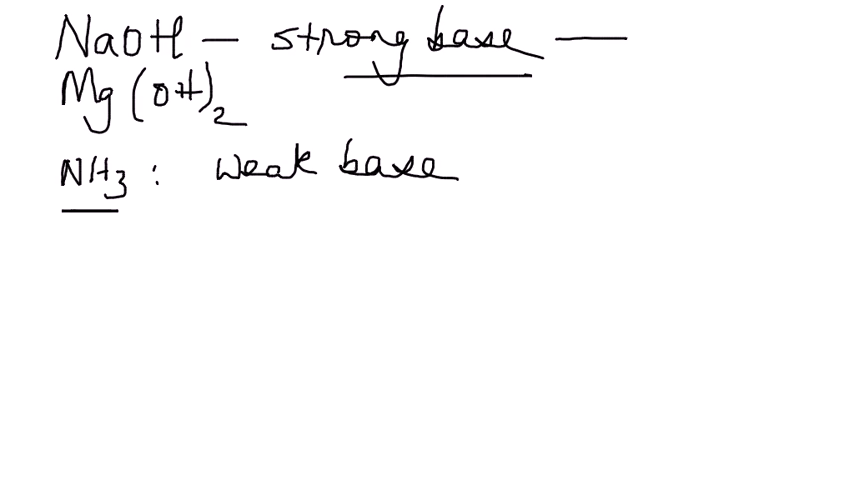 NaOH — strong base —
Mg(OH)₂
NH₃ : Weak base